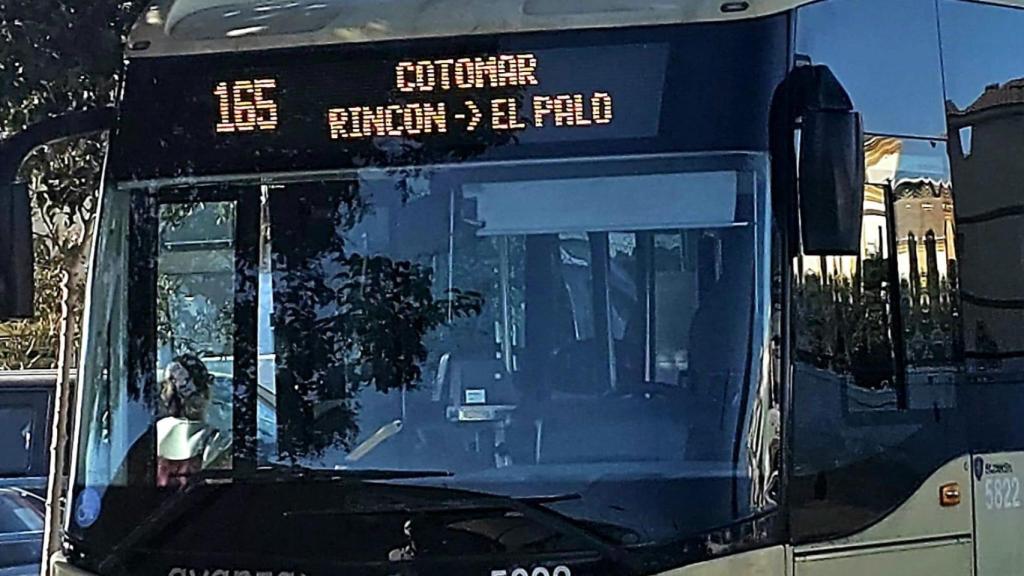 165
COTOMAR
RINCON -> EL PALO
5822